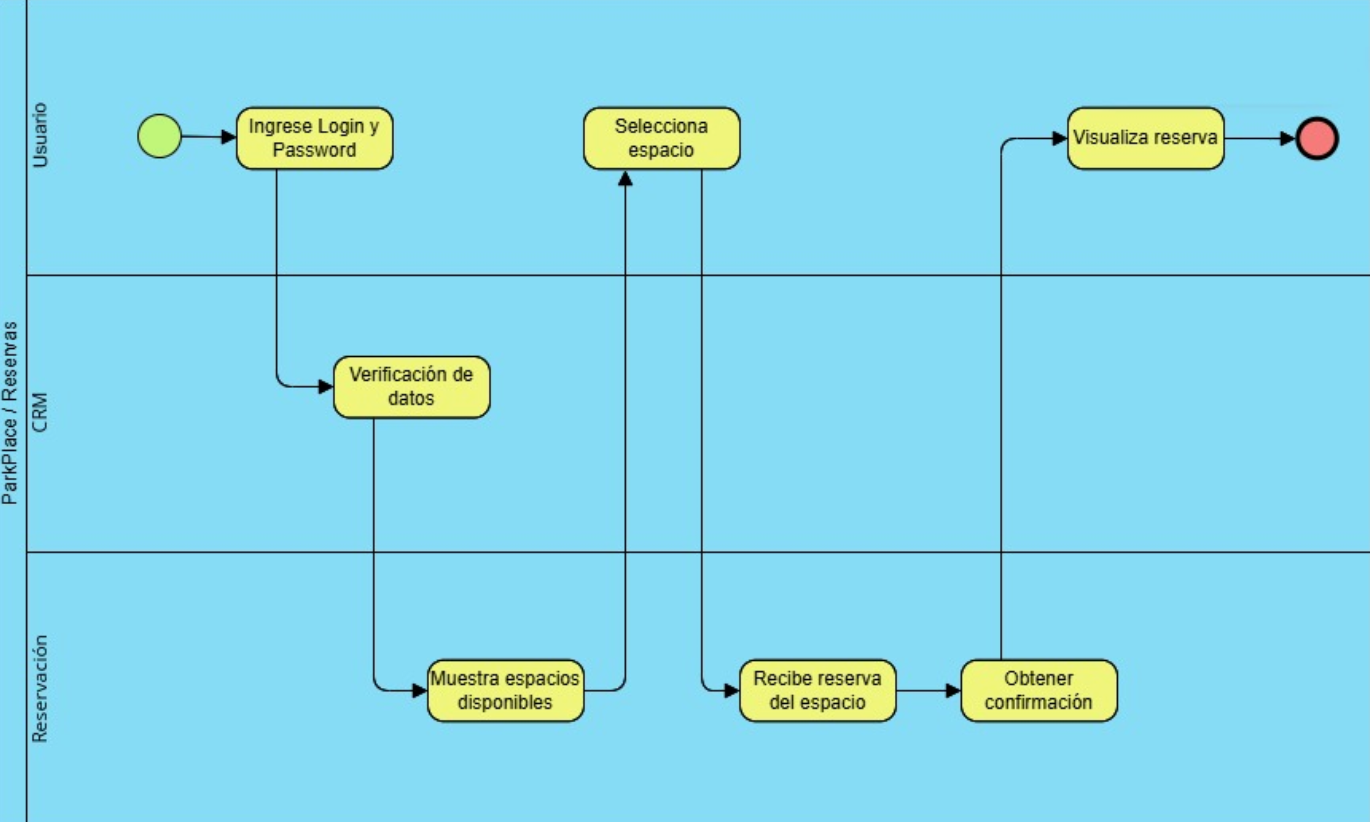 ParkPlace / Reservas
Usuario
Ingrese Login y
Password
Selecciona
espacio
Visualiza reserva
CRM
Verificación de
datos
Reservación
Muestra espacios
disponibles
Recibe reserva
del espacio
Obtener
confirmación